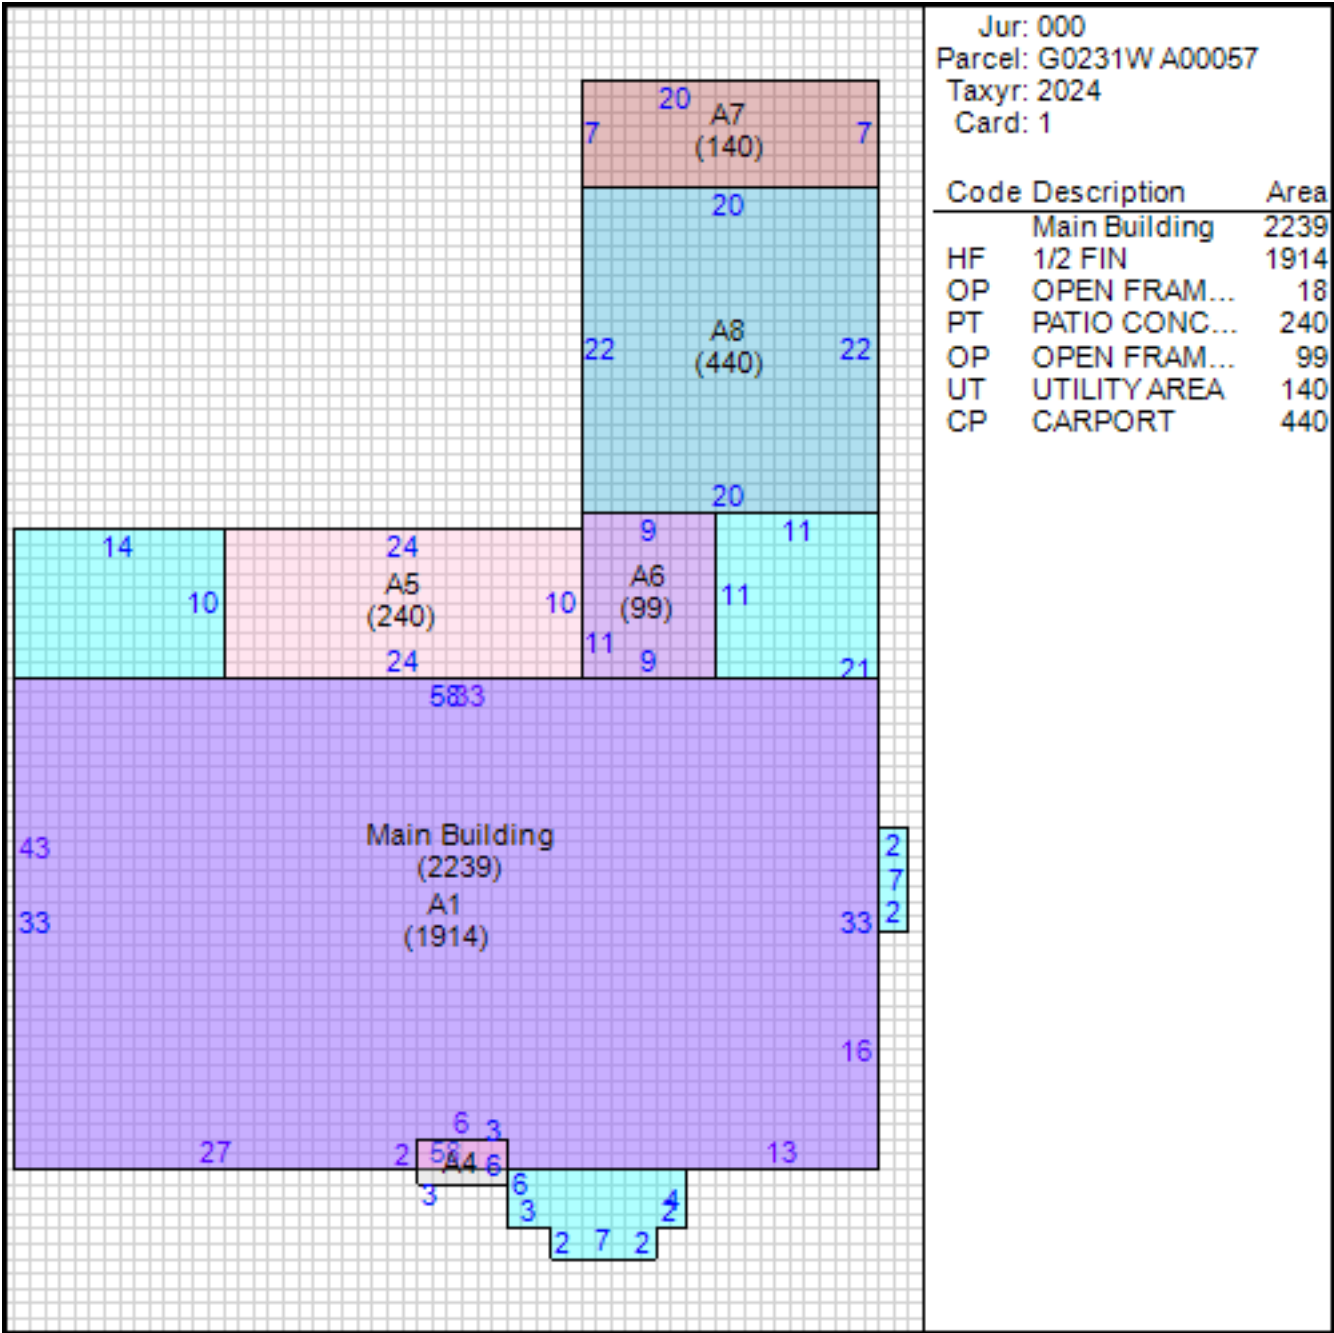 Jur: 000
Parcel: G0231W A00057
Taxyr: 2024
Card: 1
Code Description Area
Main Building 2239
HF 1/2 FIN 1914
OP OPEN FRAM... 18
PT PATIO CONC... 240
OP OPEN FRAM... 99
UT UTILITY AREA 140
CP CARPORT 440
20
A7
7 7
(140)
20
A8
22 22
(440)
20
9 11
14 24
A6
A5
10 10 11
(99)
(240)
11
24 9
21
58 33
Main Building
43
(2239)
2
7
A1
2
33 33
(1914)
16
6 3
27 2 58 13
A4 6
3 6
3 4
2
2 7 2